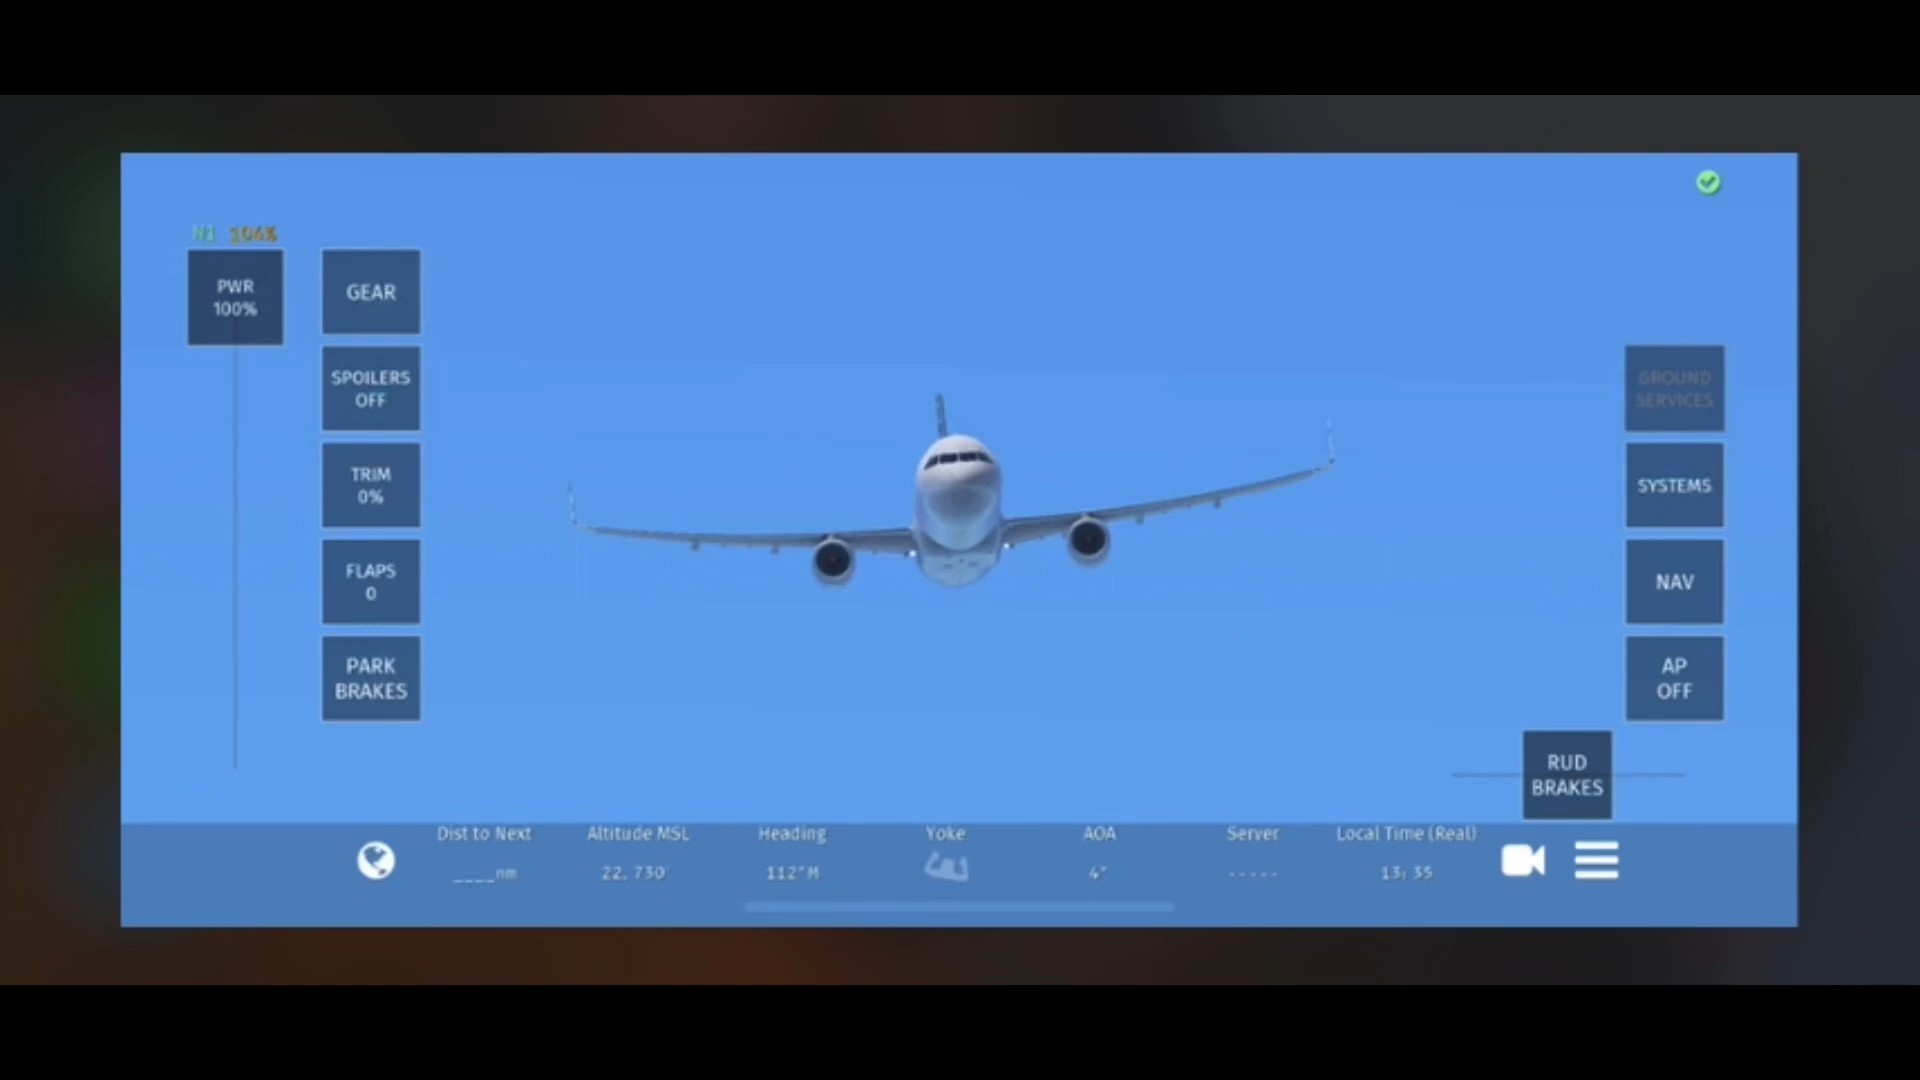 N1 104%
PWR
100%
GEAR
SPOILERS
OFF
TRIM
0%
FLAPS
0
PARK
BRAKES
GROUND
SERVICES
SYSTEMS
NAV
AP
OFF
RUD
BRAKES
Dist to Next
____nm
Altitude MSL
22,730'
Heading
112°M
Yoke
AOA
4°
Server
-----
Local Time (Real)
13:35